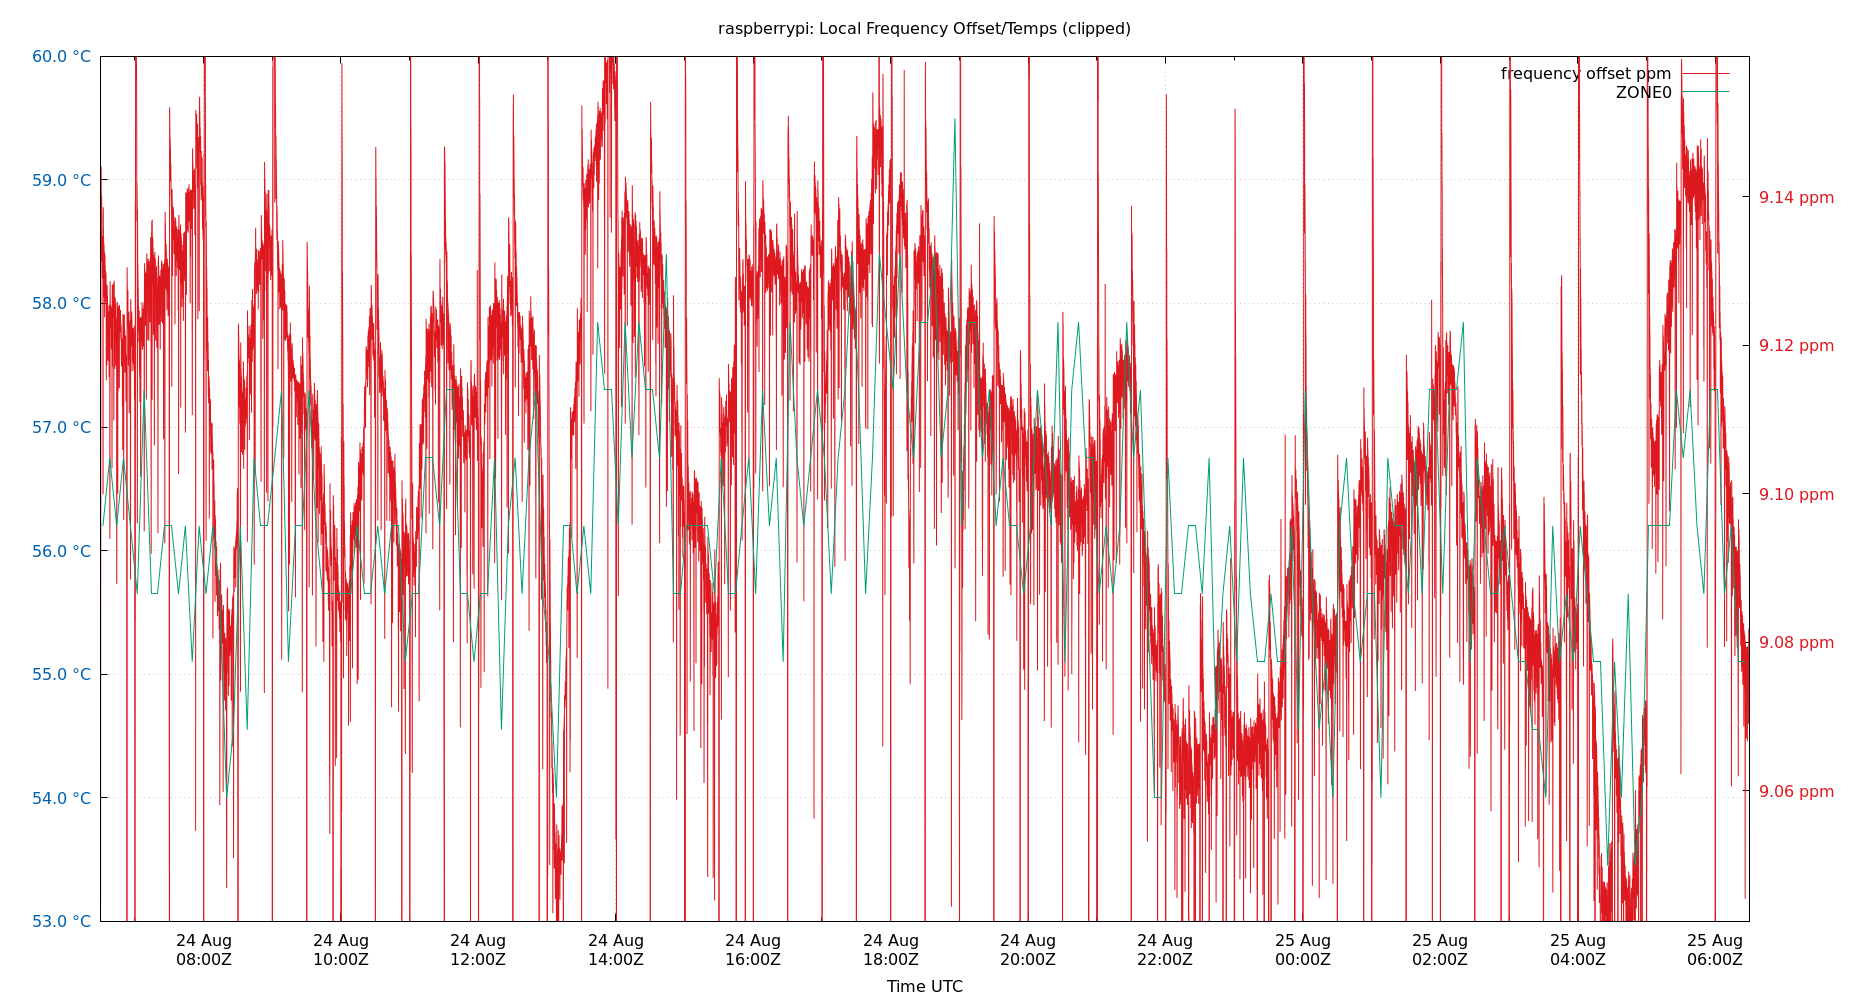 raspberrypi: Local Frequency Offset/Temps (clipped)
60.0 °C
59.0 °C
58.0 °C
57.0 °C
56.0 °C
55.0 °C
54.0 °C
53.0 °C
frequency offset ppm
ZONE0
9.14 ppm
9.12 ppm
9.10 ppm
9.08 ppm
9.06 ppm
24 Aug 24 Aug 24 Aug 24 Aug 24 Aug 24 Aug 24 Aug 24 Aug 25 Aug 25 Aug 25 Aug 25 Aug
08:00Z 10:00Z 12:00Z 14:00Z 16:00Z 18:00Z 20:00Z 22:00Z 00:00Z 02:00Z 04:00Z 06:00Z
Time UTC